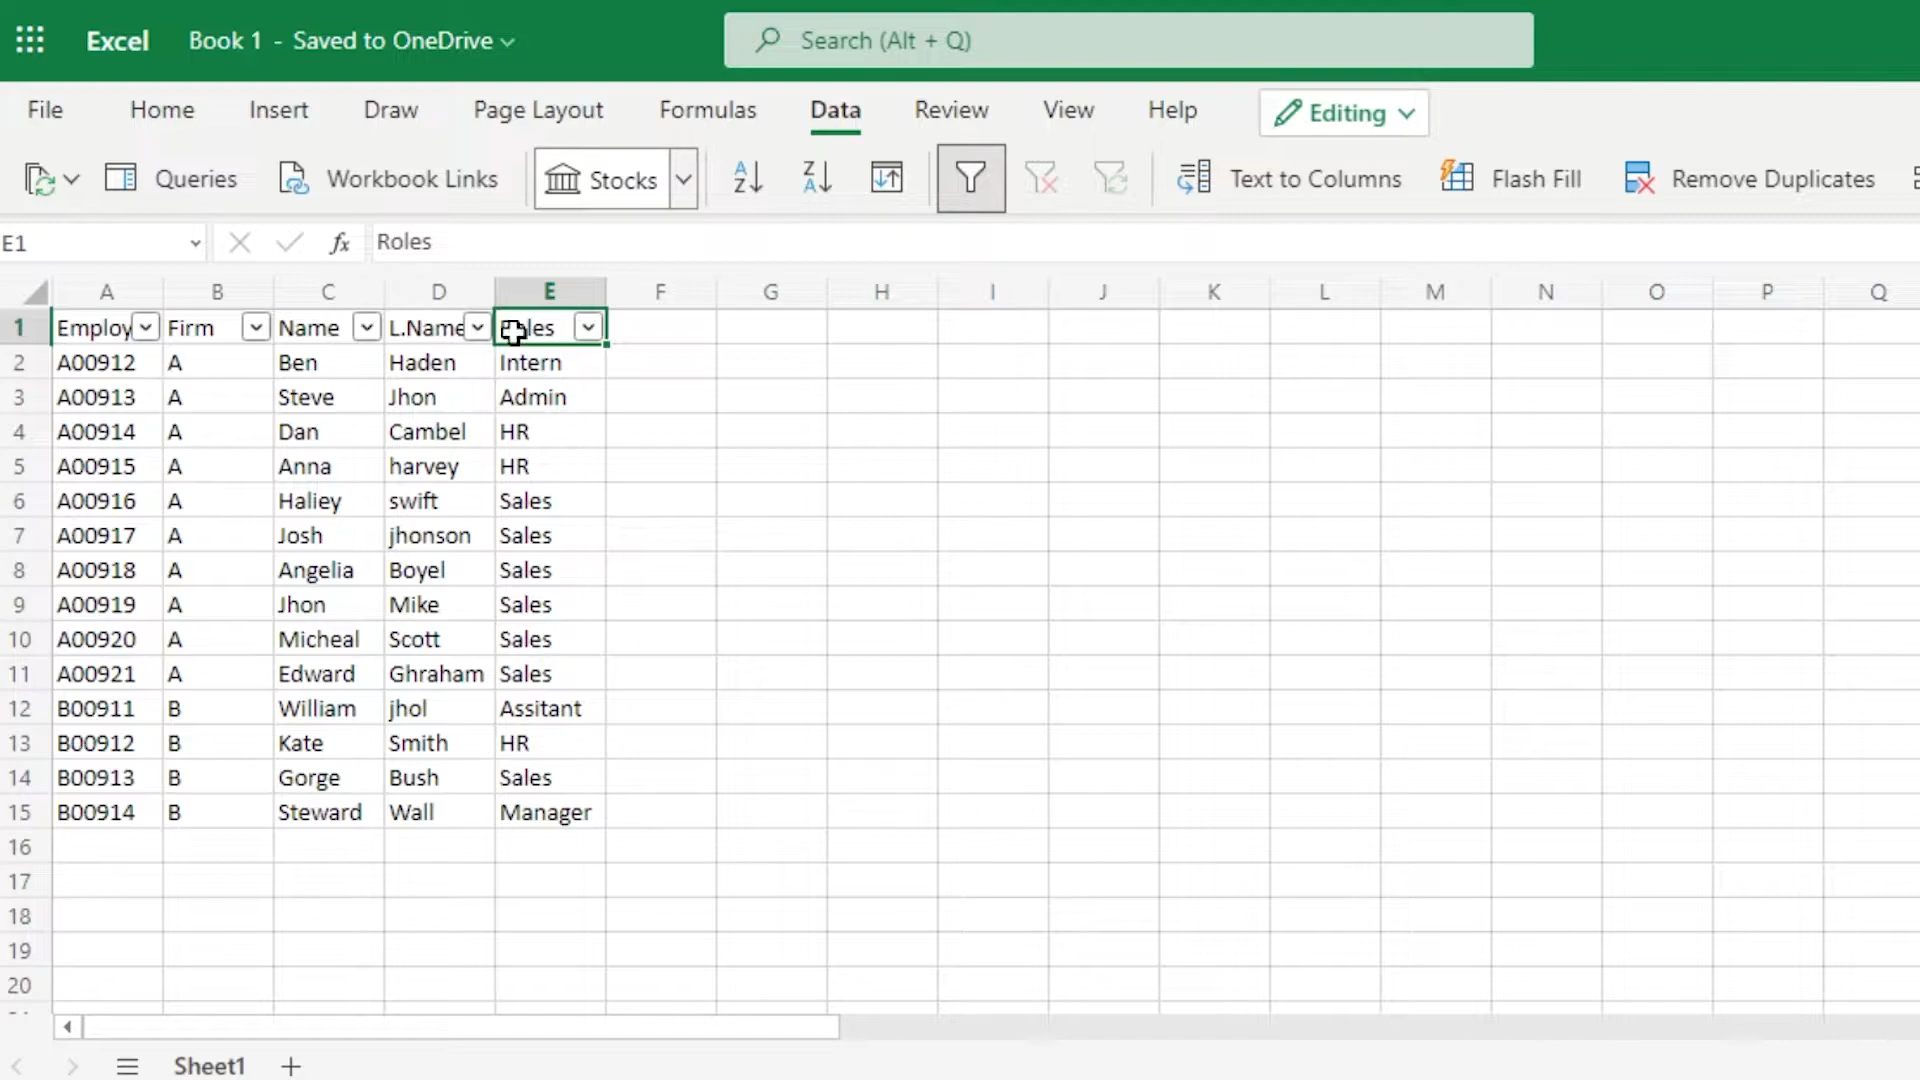 Excel Book 1 - Saved to OneDrive Search (Alt + Q)
File Home Insert Draw Page Layout Formulas Data Review View Help Editing
Queries Workbook Links Stocks Text to Columns Flash Fill Remove Duplicates
E1 fx Roles
A B C D E F G H I J K L M N O P Q
1 Employ Firm Name L.Name
2 A00912 A Ben Haden Intern
3 A00913 A Steve Jhon Admin
4 A00914 A Dan Cambel HR
5 A00915 A Anna harvey HR
6 A00916 A Haliey swift Sales
7 A00917 A Josh jhonson Sales
8 A00918 A Angelia Boyel Sales
9 A00919 A Jhon Mike Sales
10 A00920 A Micheal Scott Sales
11 A00921 A Edward Ghraham Sales
12 B00911 B William jhol Assitant
13 B00912 B Kate Smith HR
14 B00913 B Gorge Bush Sales
15 B00914 B Steward Wall Manager
16
17
18
19
20
Sheet1